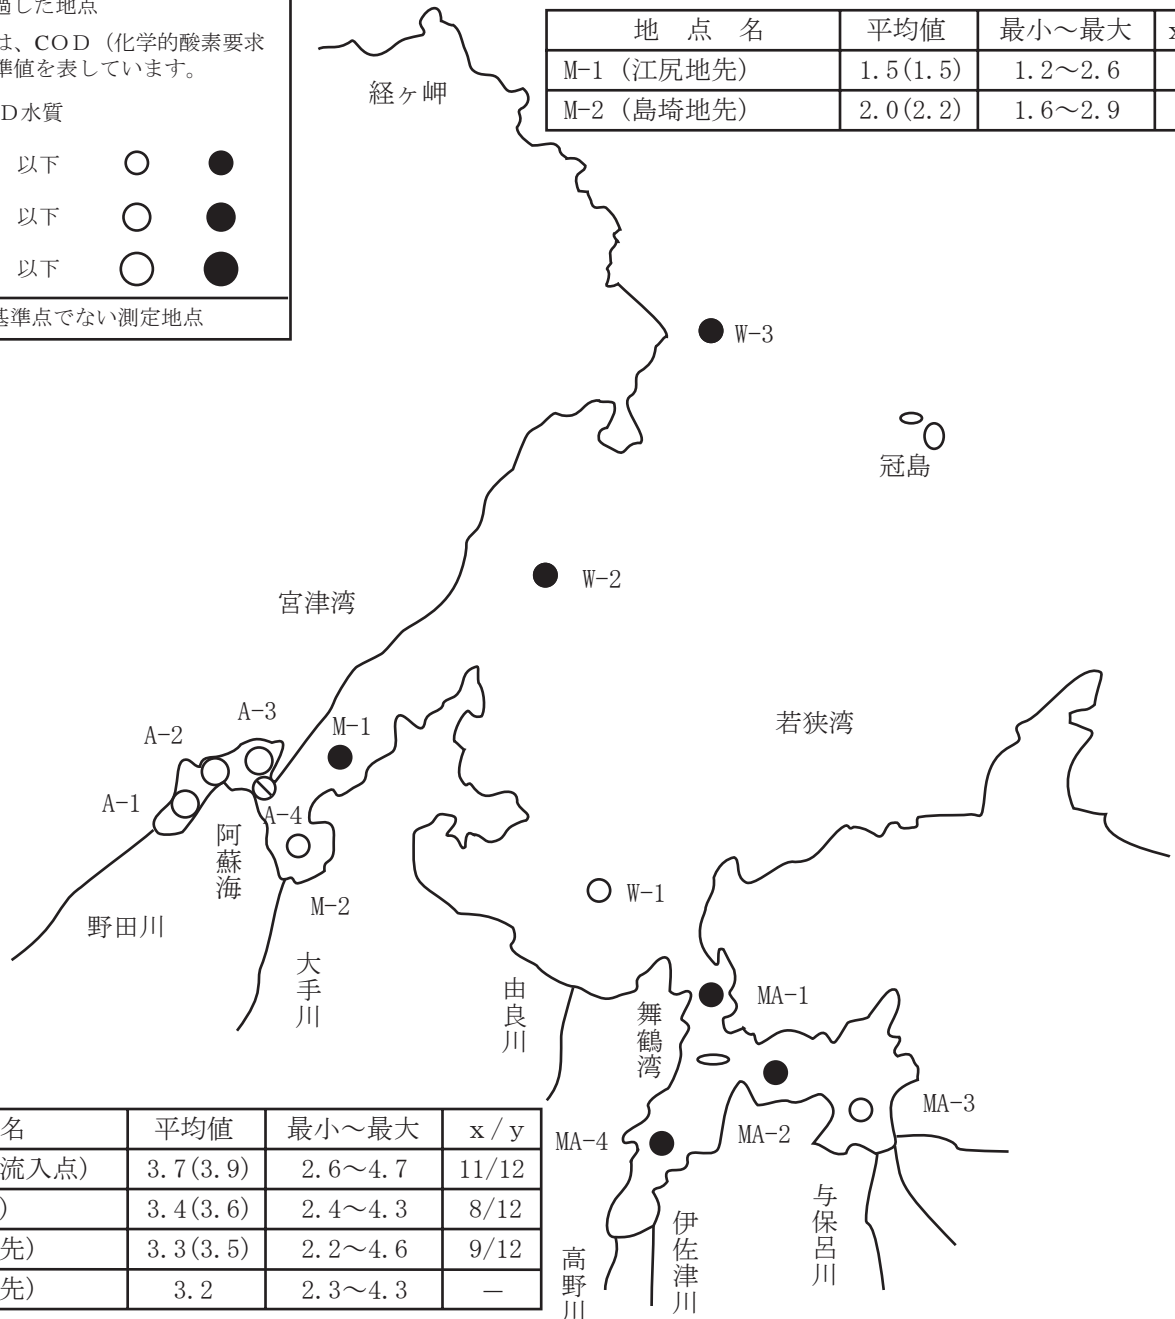 過した地点
は、COD（化学的酸素要求
準値を表しています。
D水質
以下
以下
以下
基準点でない測定地点
地 点 名 平均値 最小～最大 x
M-1（江尻地先） 1.5(1.5) 1.2～2.6
M-2（島埼地先） 2.0(2.2) 1.6～2.9
経ヶ岬
W-3
冠島
W-2
宮津湾
若狭湾
A-3
M-1
A-2
A-1
A-4
阿蘇海
M-2
野田川
大手川
W-1
由良川
舞鶴湾
MA-1
MA-3
MA-2
MA-4
与保呂川
伊佐津川
高野川
名 平均値 最小～最大 x/y
流入点） 3.7(3.9) 2.6～4.7 11/12
） 3.4(3.6) 2.4～4.3 8/12
先） 3.3(3.5) 2.2～4.6 9/12
先） 3.2 2.3～4.3 －